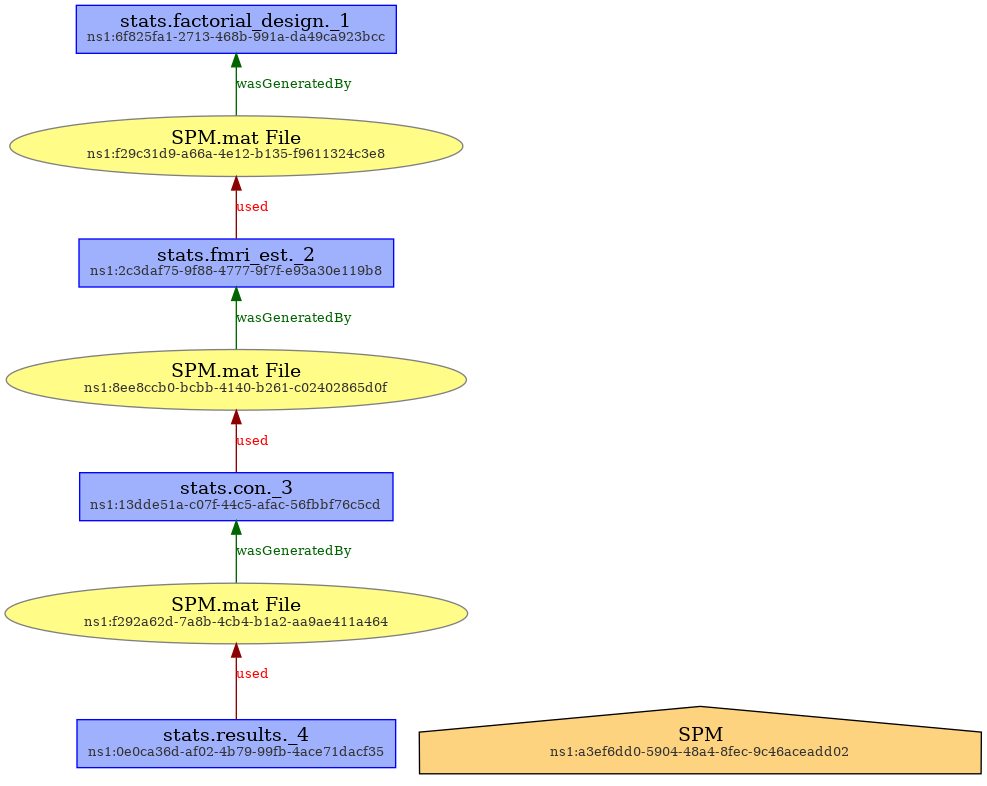 stats.factorial_design._1
ns1:6f825fa1-2713-468b-991a-da49ca923bcc
wasGeneratedBy
SPM.mat File
ns1:f29c31d9-a66a-4e12-b135-f9611324c3e8
used
stats.fmri_est._2
ns1:2c3daf75-9f88-4777-9f7f-e93a30e119b8
wasGeneratedBy
SPM.mat File
ns1:8ee8ccb0-bcbb-4140-b261-c02402865d0f
used
stats.con._3
ns1:13dde51a-c07f-44c5-afac-56fbbf76c5cd
wasGeneratedBy
SPM.mat File
ns1:f292a62d-7a8b-4cb4-b1a2-aa9ae411a464
used
stats.results._4
ns1:0e0ca36d-af02-4b79-99fb-4ace71dacf35
SPM
ns1:a3ef6dd0-5904-48a4-8fec-9c46aceadd02